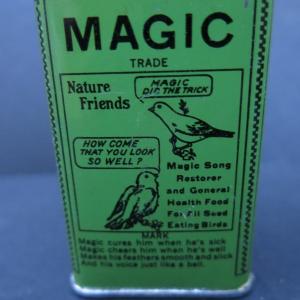 MAGIC
TRADE
Nature
Friends
MAGIC
DID THE TRICK
HOW COME
THAT YOU LOOK
SO WELL?
Magic Song
Restorer
and General
Health Food
For All Seed
Eating Birds
MARK
Magic cures him when he's sick
Magic cheers him when he's well
Makes his feathers smooth and slick
And his voice just like a bell.